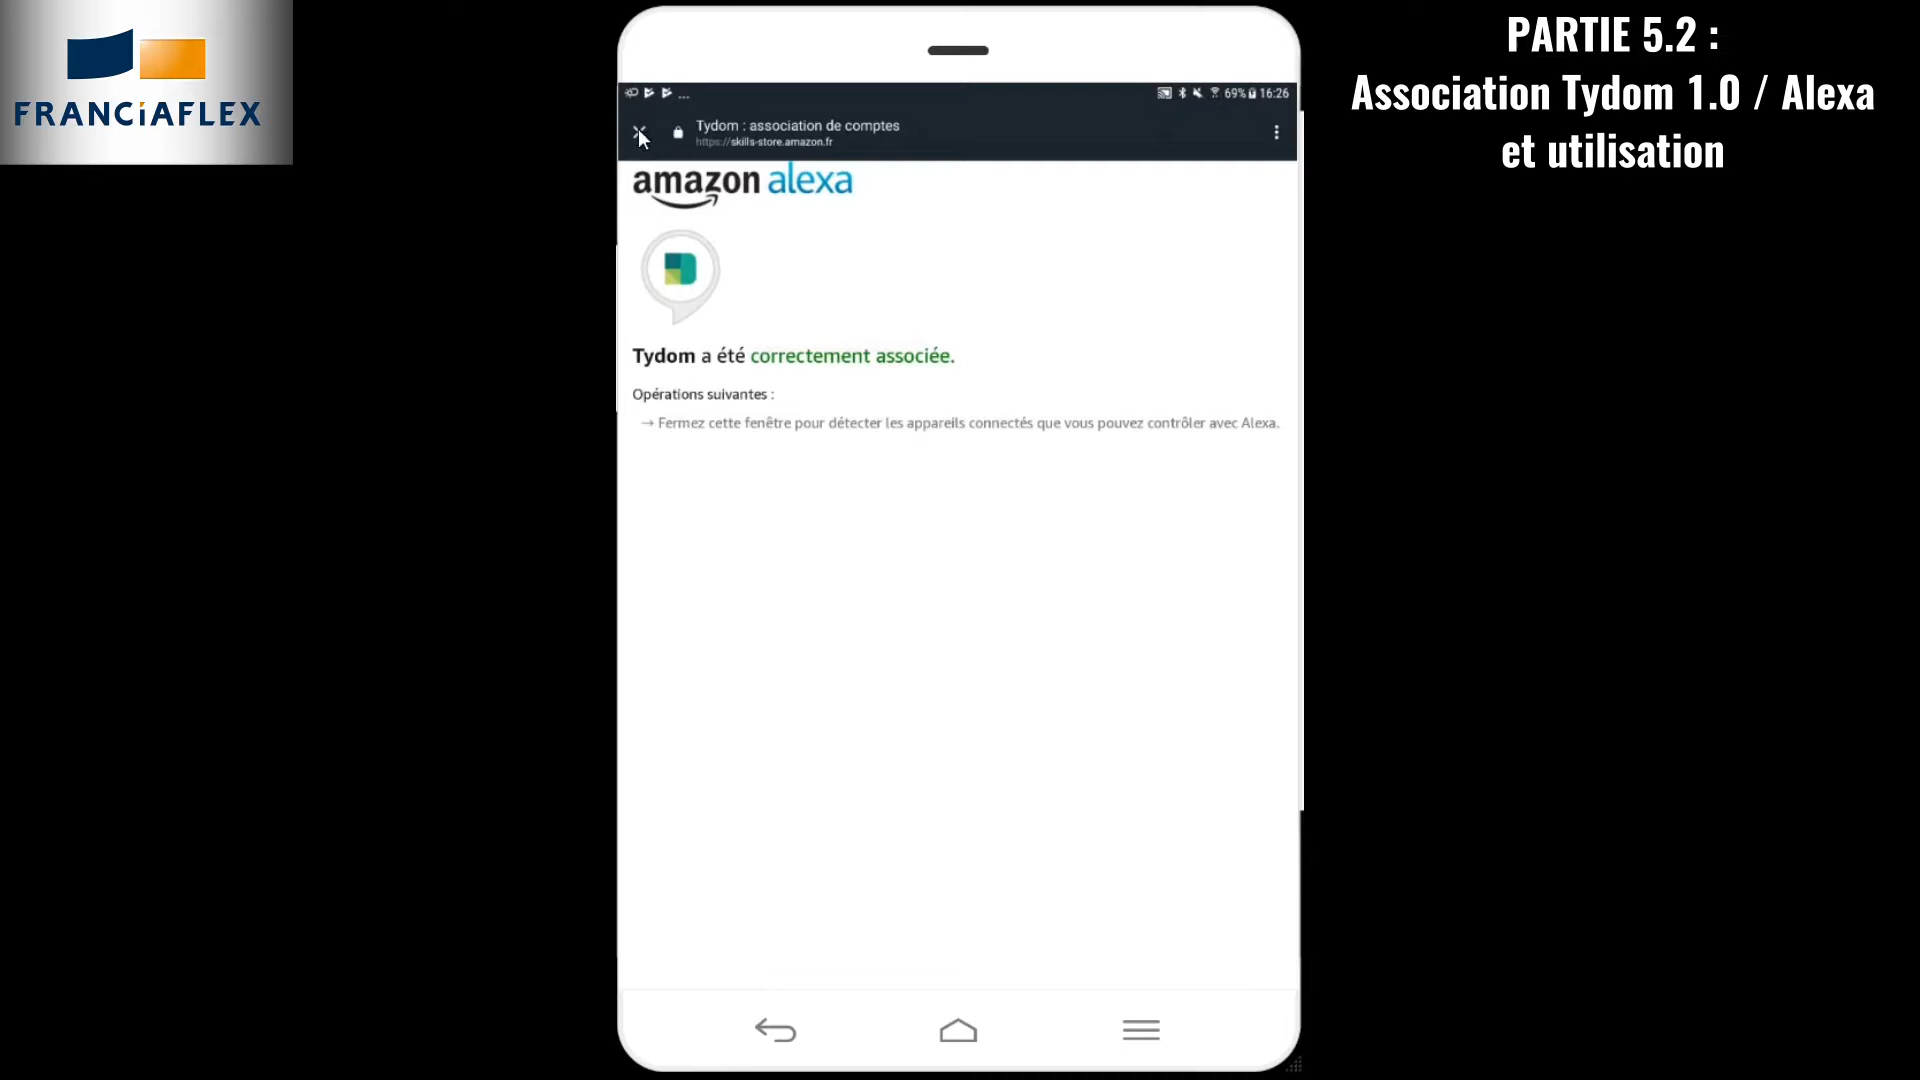 FRANCiAFLEX
PARTIE 5.2 :
Association Tydom 1.0 / Alexa
et utilisation
... 69% 16:26
Tydom : association de comptes
https://skills-store.amazon.fr
amazon alexa
Tydom a été correctement associée.
Opérations suivantes :
→ Fermez cette fenêtre pour détecter les appareils connectés que vous pouvez contrôler avec Alexa.